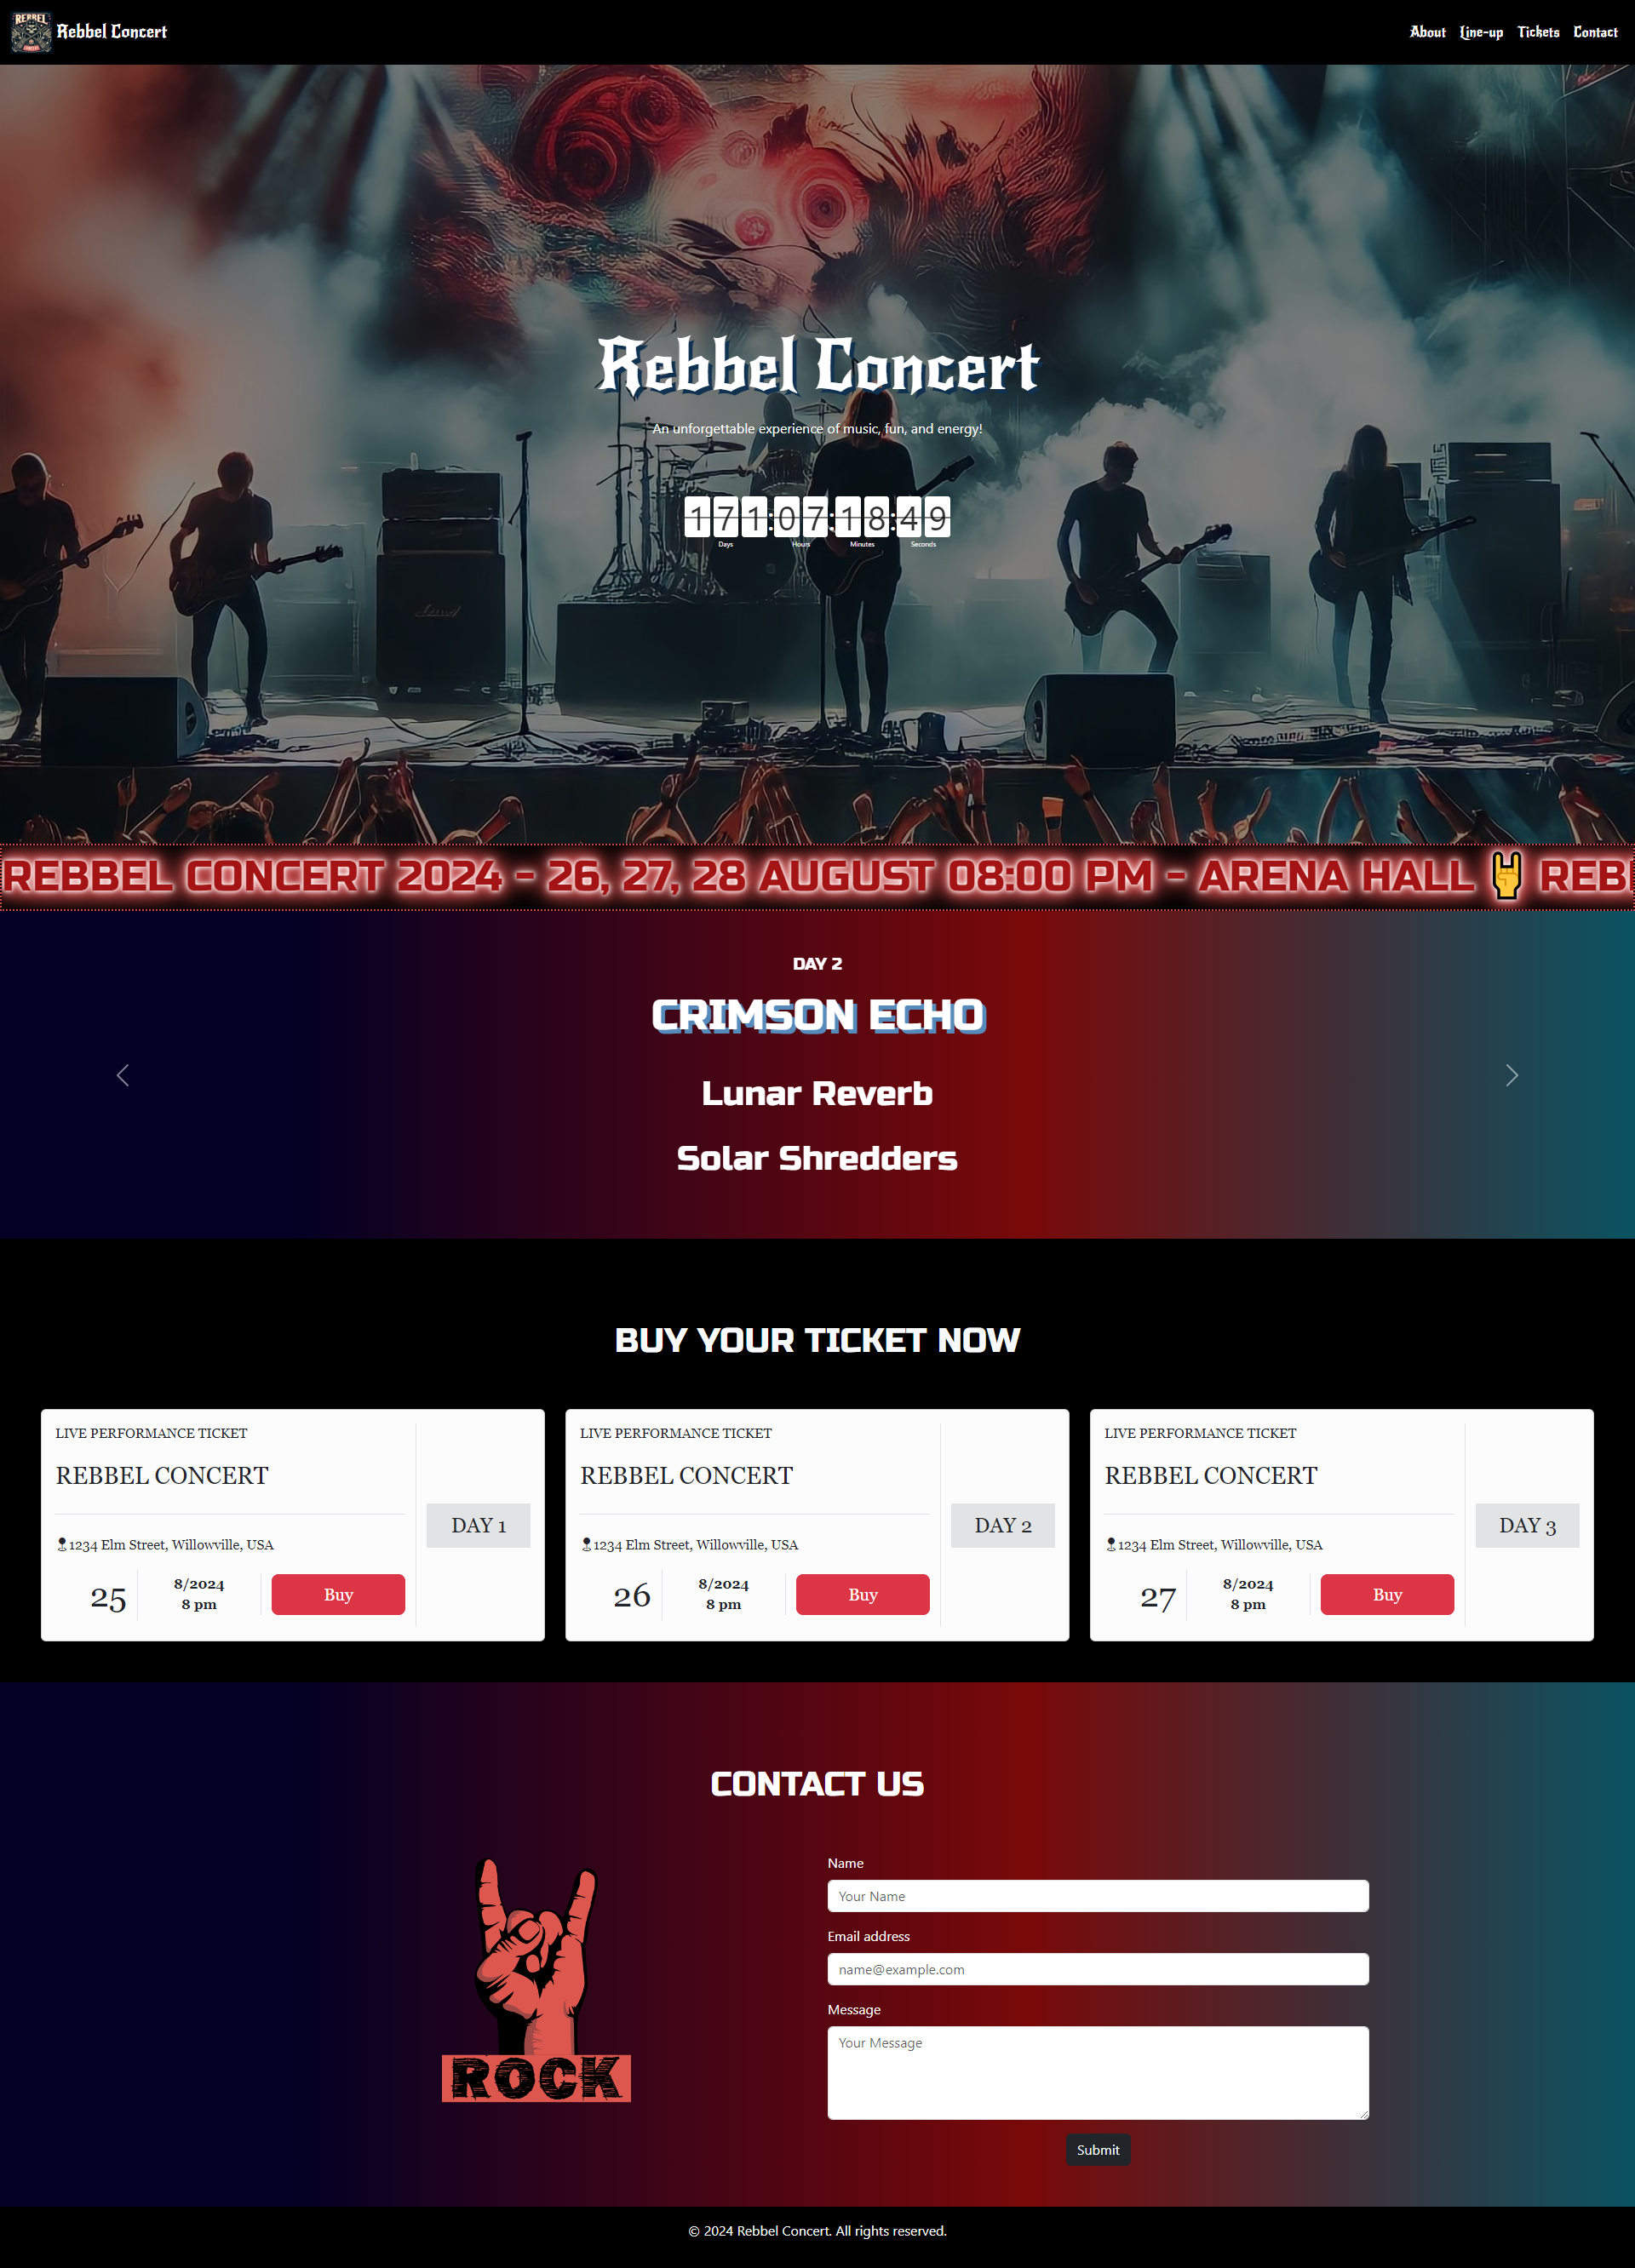 REBBEL
CONCERT
Rebbel Concert
About Line-up Tickets Contact
Rebbel Concert
An unforgettable experience of music, fun, and energy!
171:07:18:49
Days Hours Minutes Seconds
REBBEL CONCERT 2024 - 26, 27, 28 AUGUST 08:00 PM - ARENA HALL 🤘 REB
DAY 2
CRIMSON ECHO
Lunar Reverb
Solar Shredders
BUY YOUR TICKET NOW
LIVE PERFORMANCE TICKET
REBBEL CONCERT
1234 Elm Street, Willowville, USA
25
8/2024
8 pm
Buy
DAY 1
LIVE PERFORMANCE TICKET
REBBEL CONCERT
1234 Elm Street, Willowville, USA
26
8/2024
8 pm
Buy
DAY 2
LIVE PERFORMANCE TICKET
REBBEL CONCERT
1234 Elm Street, Willowville, USA
27
8/2024
8 pm
Buy
DAY 3
CONTACT US
ROCK
Name
Your Name
Email address
name@example.com
Message
Your Message
Submit
© 2024 Rebbel Concert. All rights reserved.